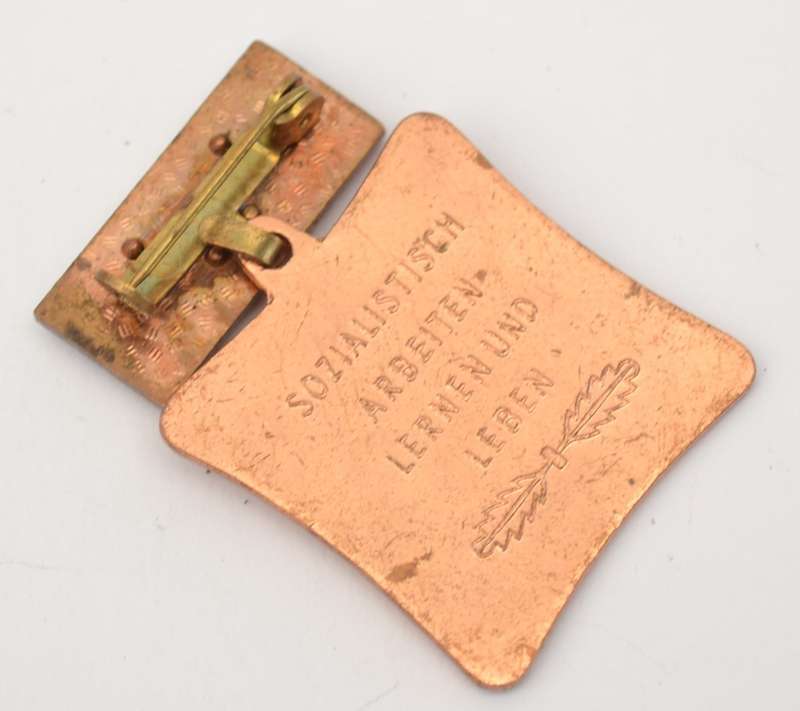 SOZIALISTISCH
ARBEITEN,
LERNEN UND
LEBEN